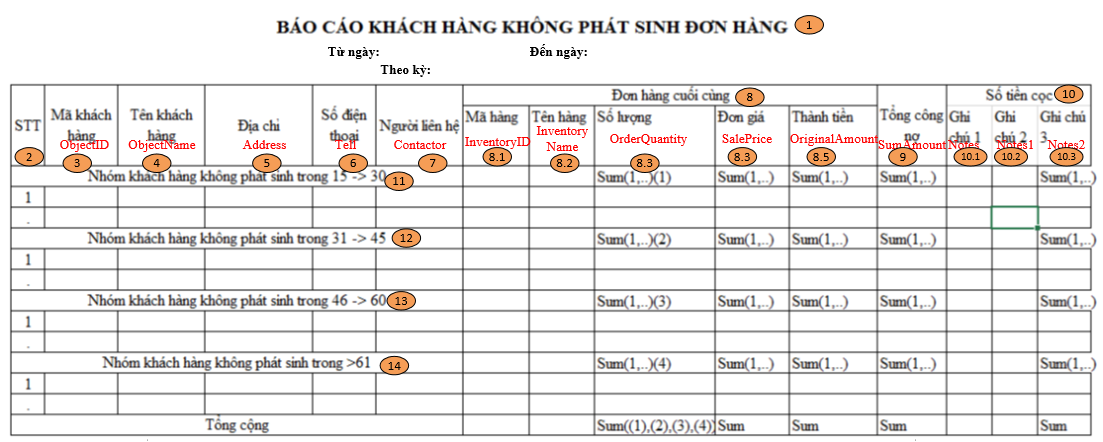 BÁO CÁO KHÁCH HÀNG KHÔNG PHÁT SINH ĐƠN HÀNG 1
Từ ngày: Đến ngày:
Theo kỳ:
Đơn hàng cuối cùng 8 Số tiền cọc 10
STT Mã khách hàng Tên khách hàng Địa chỉ Số điện thoại Người liên hệ Mã hàng Tên hàng Số lượng Đơn giá Thành tiền Tổng công nợ Ghi chú 1 Ghi chú 2 Ghi chú 3
ObjectID ObjectName Address Tell Contactor InventoryID Inventory Name OrderQuantity SalePrice OriginalAmount SumAmount Notes Notes1 Notes2
2 3 4 5 6 7 8.1 8.2 8.3 8.3 8.5 9 10.1 10.2 10.3
Nhóm khách hàng không phát sinh trong 15 -> 30 11 Sum(1,..)(1) Sum(1,..) Sum(1,..) Sum(1,..) Sum(1,..)
1
.
Nhóm khách hàng không phát sinh trong 31 -> 45 12 Sum(1,..)(2) Sum(1,..) Sum(1,..) Sum(1,..) Sum(1,..)
1
.
Nhóm khách hàng không phát sinh trong 46 -> 60 13 Sum(1,..)(3) Sum(1,..) Sum(1,..) Sum(1,..) Sum(1,..)
1
.
Nhóm khách hàng không phát sinh trong >61 14 Sum(1,..)(4) Sum(1,..) Sum(1,..) Sum(1,..) Sum(1,..)
1
.
Tổng cộng Sum((1),(2),(3),(4)) Sum Sum Sum Sum